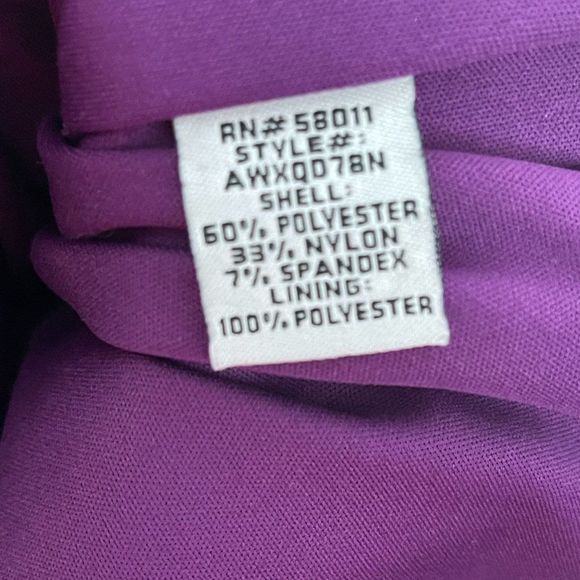 RN# 58011
STYLE#:
AWXQD78N
SHELL:
60% POLYESTER
33% NYLON
7% SPANDEX
LINING:
100% POLYESTER